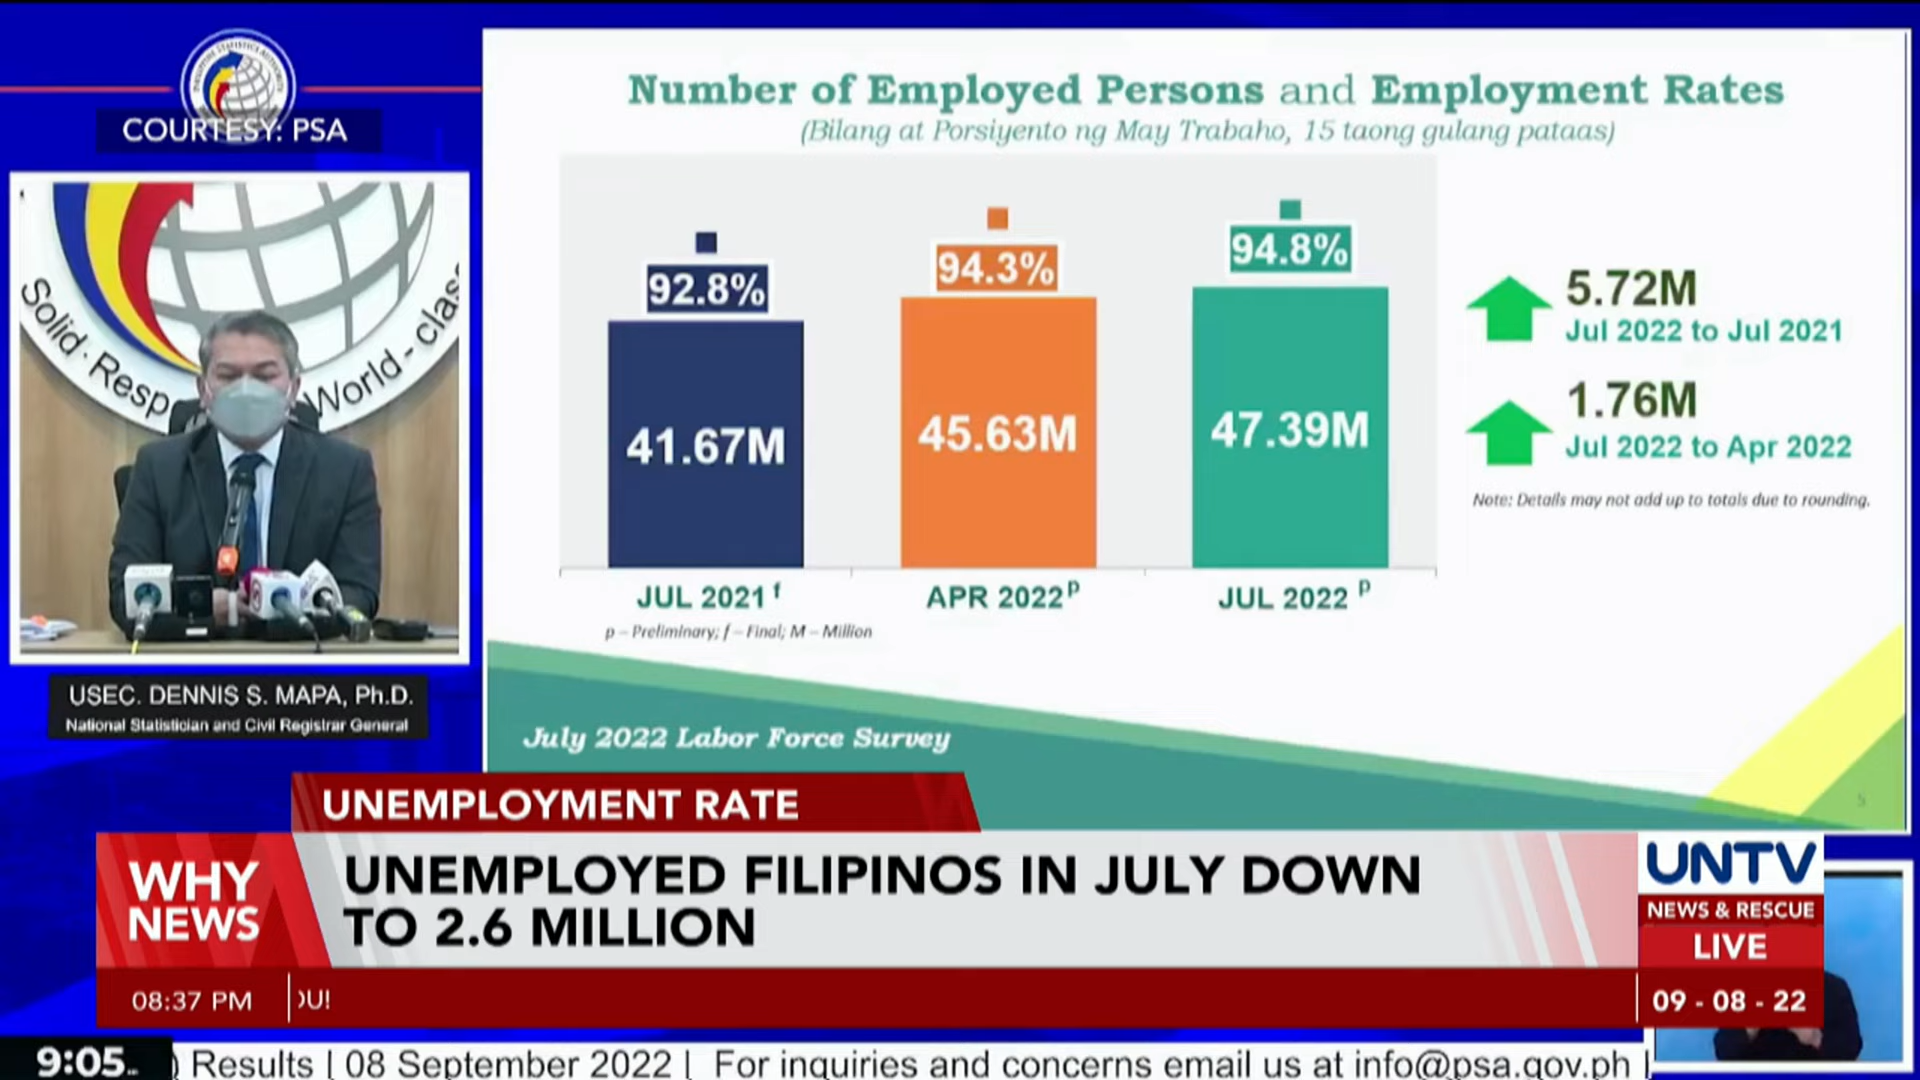 COURTESY: PSA
Solid · Resp
World - clas
USEC. DENNIS S. MAPA, Ph.D.
National Statistician and Civil Registrar General
Number of Employed Persons and Employment Rates
(Bilang at Porsiyento ng May Trabaho, 15 taong gulang pataas)
92.8%
94.3%
94.8%
41.67M
45.63M
47.39M
JUL 2021 f
APR 2022 p
JUL 2022 p
p – Preliminary; f – Final; M – Million
5.72M
Jul 2022 to Jul 2021
1.76M
Jul 2022 to Apr 2022
Note: Details may not add up to totals due to rounding.
July 2022 Labor Force Survey
5
UNEMPLOYMENT RATE
WHY
NEWS
UNEMPLOYED FILIPINOS IN JULY DOWN
TO 2.6 MILLION
UNTV
NEWS & RESCUE
LIVE
08:37 PM
OU!
09 - 08 - 22
9:05
) Results | 08 September 2022 | For inquiries and concerns email us at info@psa.gov.ph |